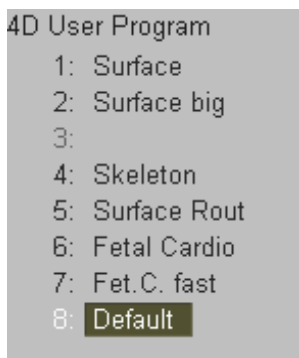 4D User Program
1: Surface
2: Surface big
3:
4: Skeleton
5: Surface Rout
6: Fetal Cardio
7: Fet.C. fast
8: Default